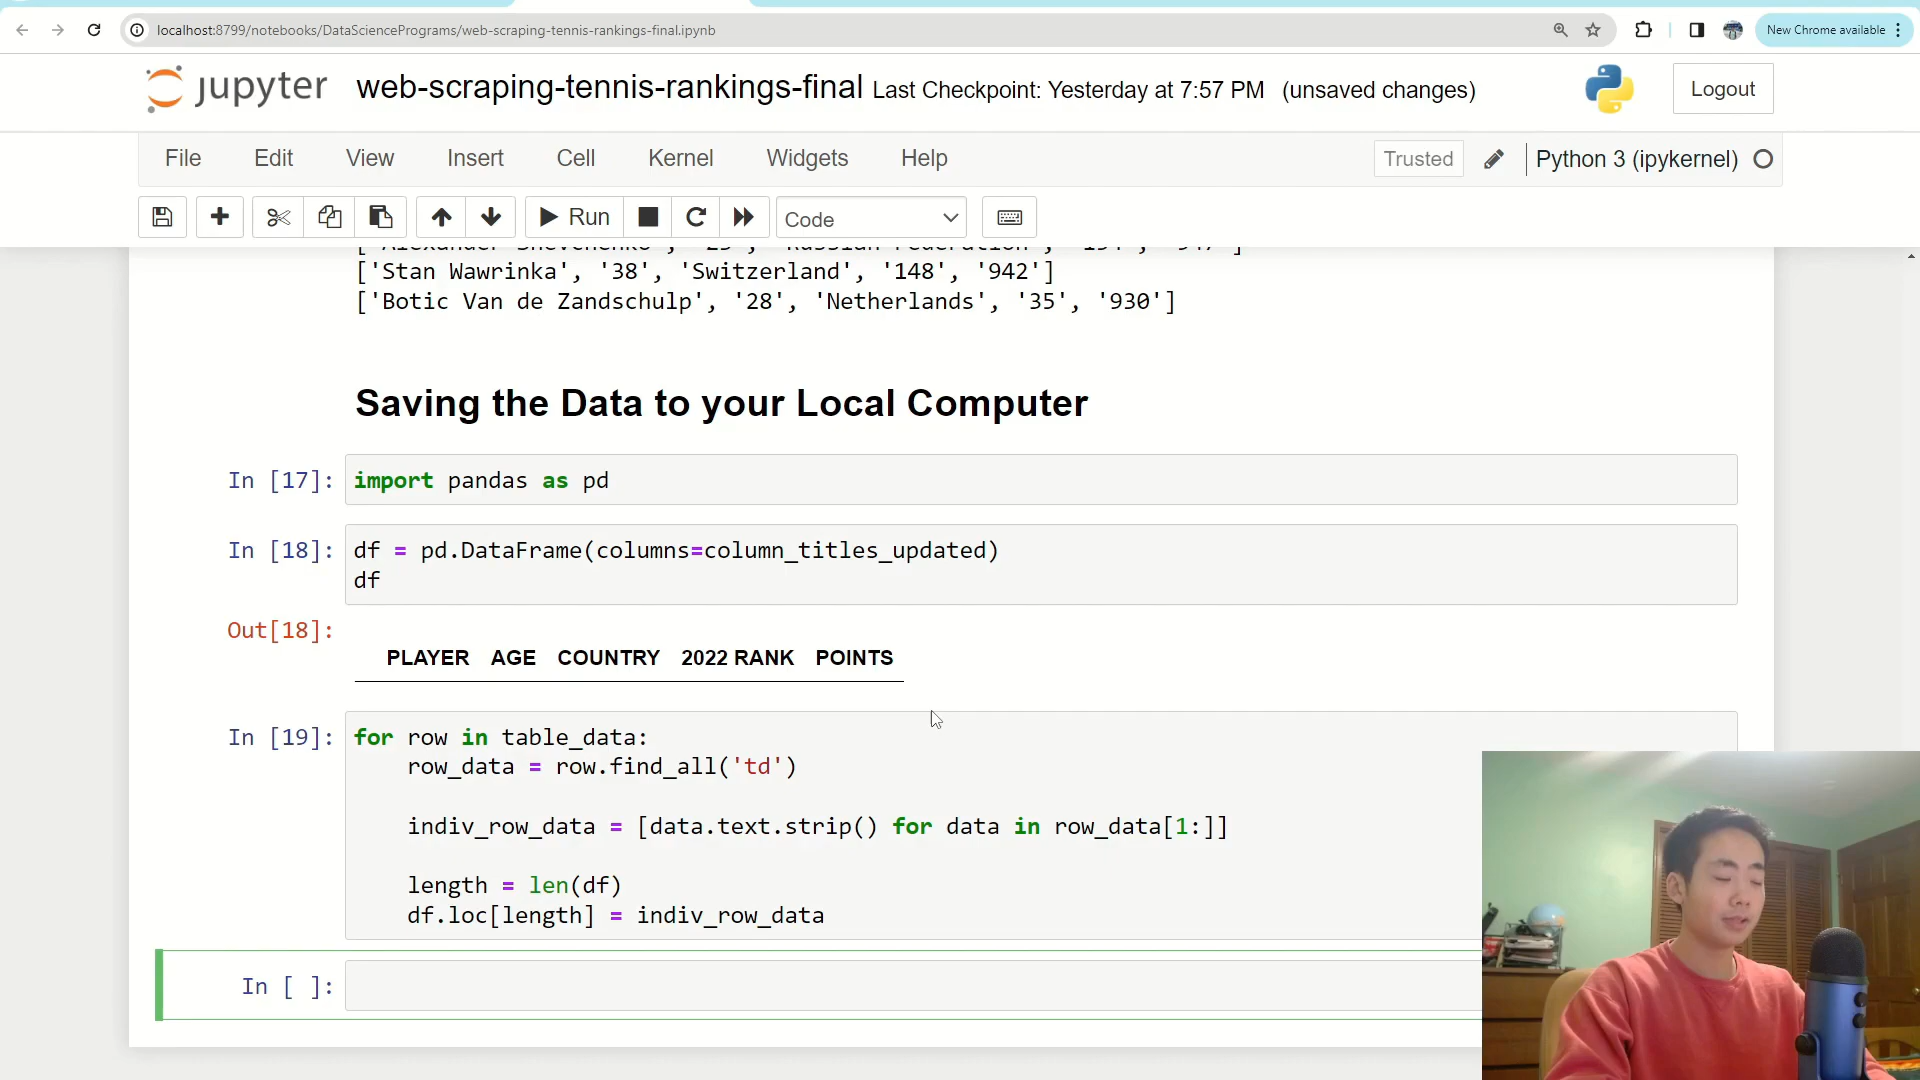 localhost:8799/notebooks/DataSciencePrograms/web-scraping-tennis-rankings-final.ipynb
New Chrome available
jupyter web-scraping-tennis-rankings-final Last Checkpoint: Yesterday at 7:57 PM (unsaved changes)
Logout
File Edit View Insert Cell Kernel Widgets Help
Trusted
Python 3 (ipykernel)
Run
Code
['Stan Wawrinka', '38', 'Switzerland', '148', '942']
['Botic Van de Zandschulp', '28', 'Netherlands', '35', '930']
Saving the Data to your Local Computer
In [17]: import pandas as pd
In [18]: df = pd.DataFrame(columns=column_titles_updated)
df
Out[18]:
PLAYER AGE COUNTRY 2022 RANK POINTS
In [19]: for row in table_data:
row_data = row.find_all('td')
indiv_row_data = [data.text.strip() for data in row_data[1:]]
length = len(df)
df.loc[length] = indiv_row_data
In [ ]: